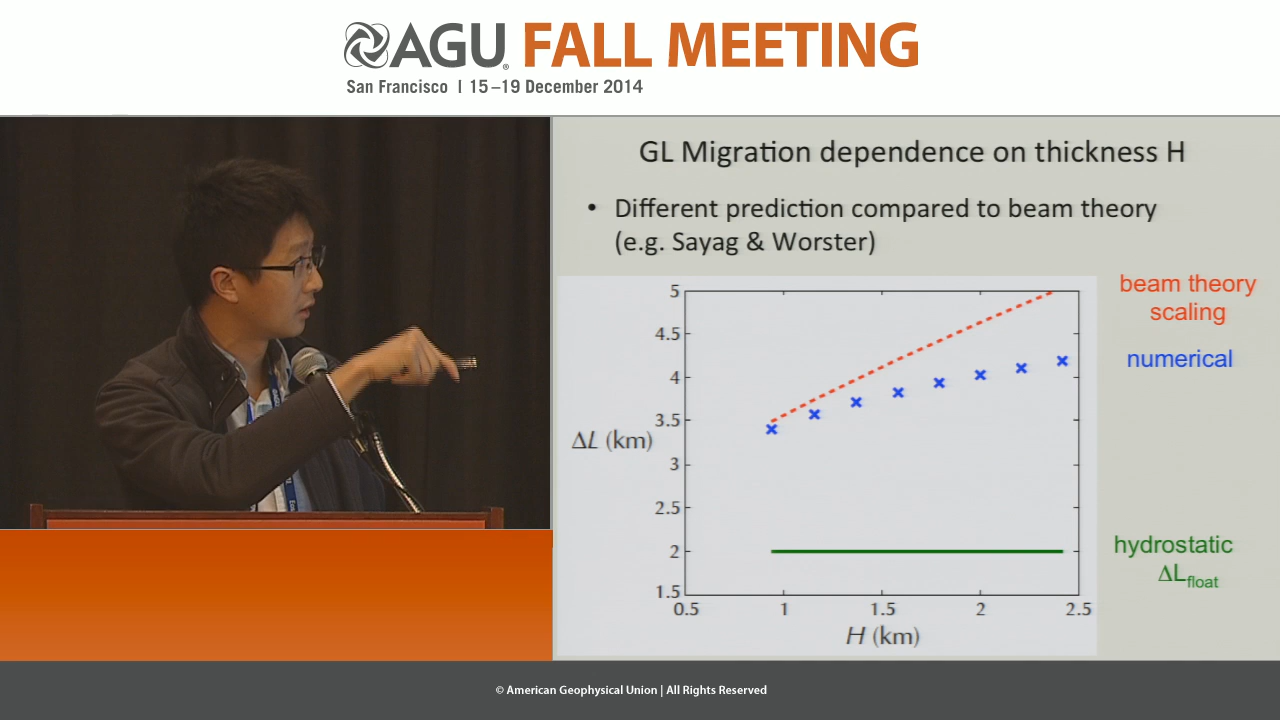 AGU® FALL MEETING
San Francisco | 15–19 December 2014
GL Migration dependence on thickness H
• Different prediction compared to beam theory
(e.g. Sayag & Worster)
beam theory
scaling
numerical
hydrostatic
ΔLfloat
ΔL (km)
5
4.5
4
3.5
3
2.5
2
1.5
0.5
1
1.5
2
2.5
H (km)
© American Geophysical Union | All Rights Reserved